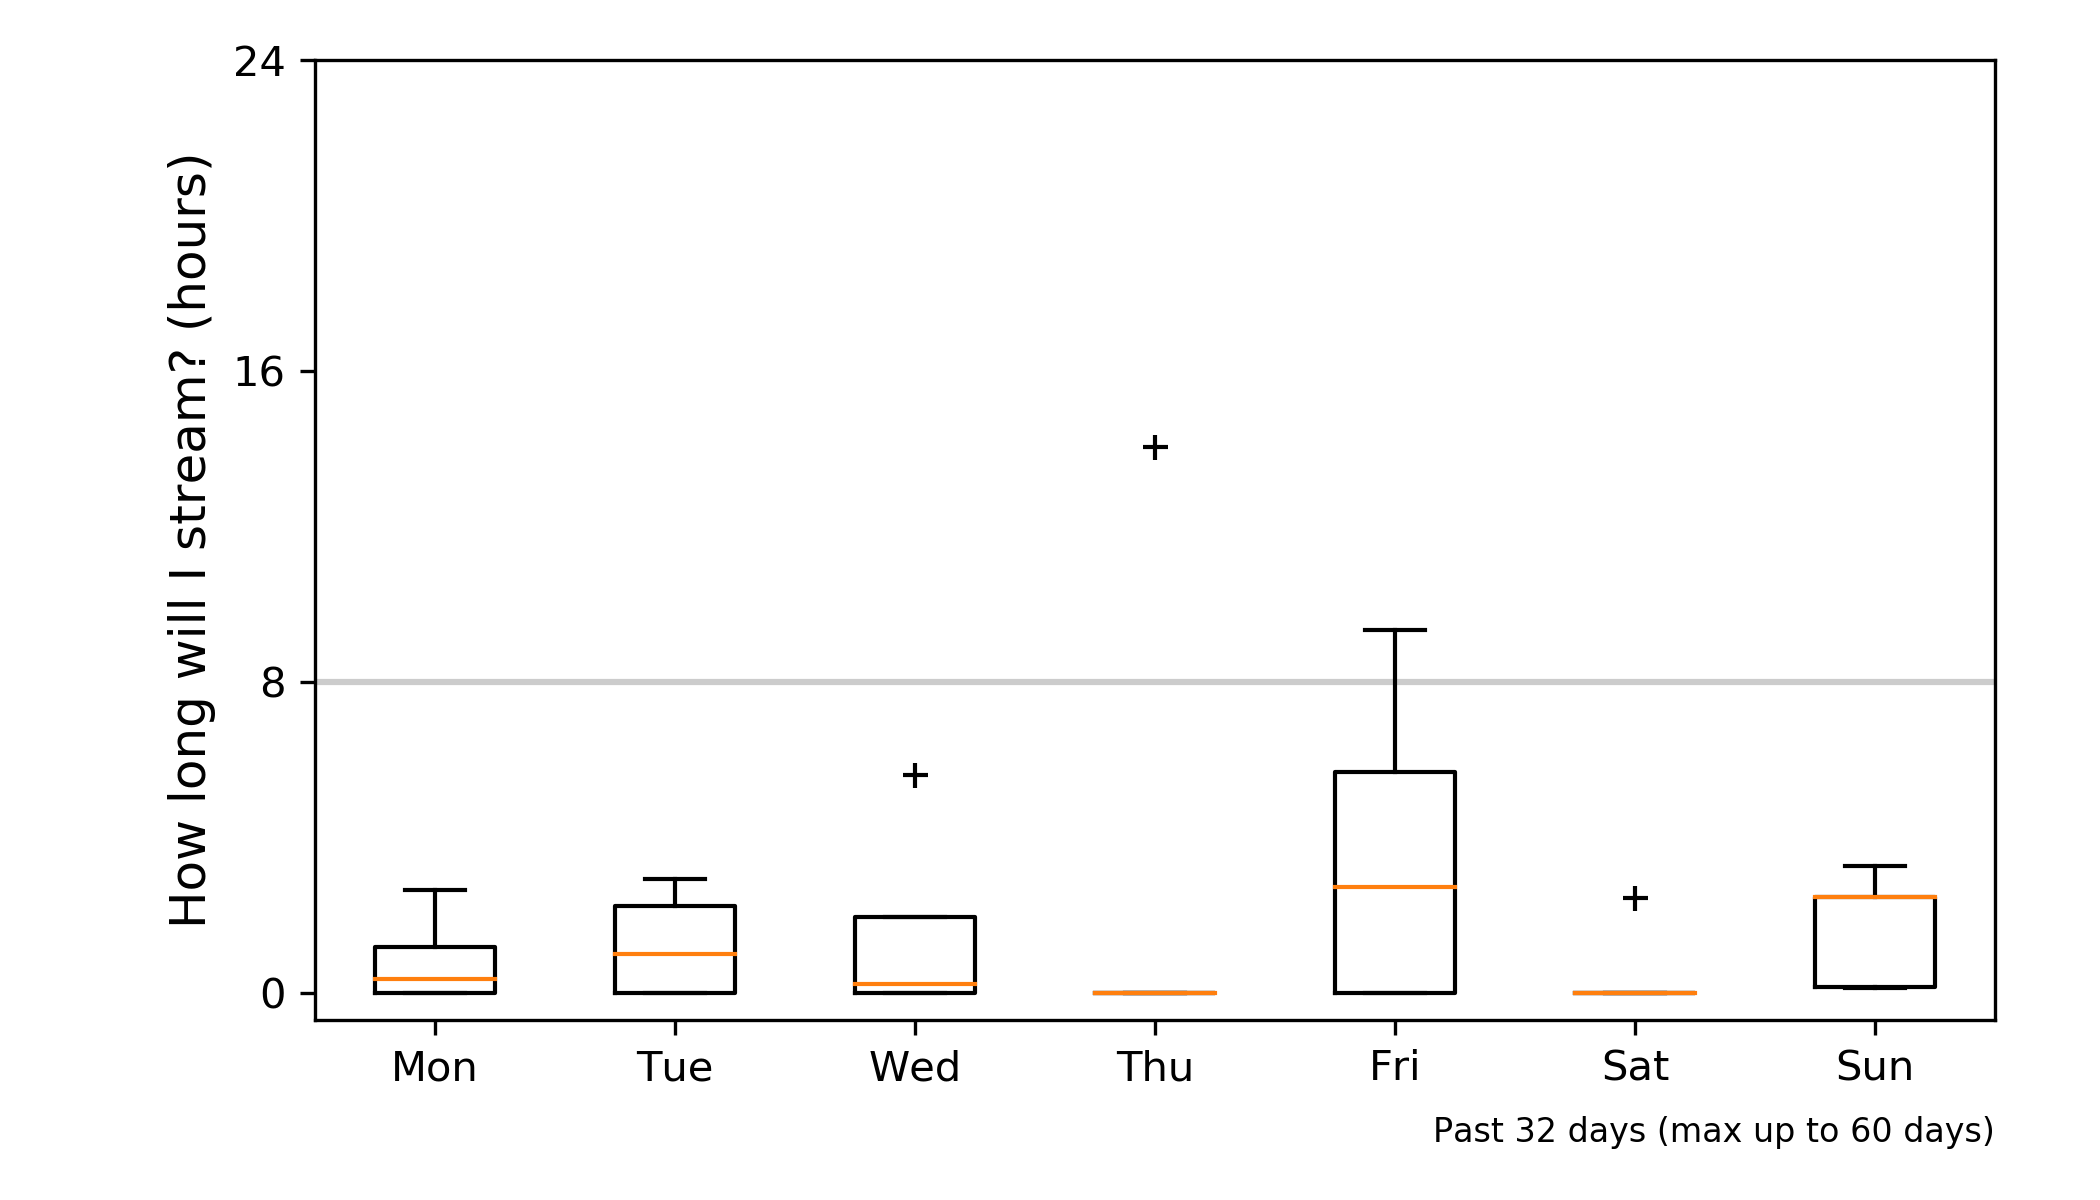 How long will I stream? (hours)
24
16
8
0
Mon Tue Wed Thu Fri Sat Sun
Past 32 days (max up to 60 days)